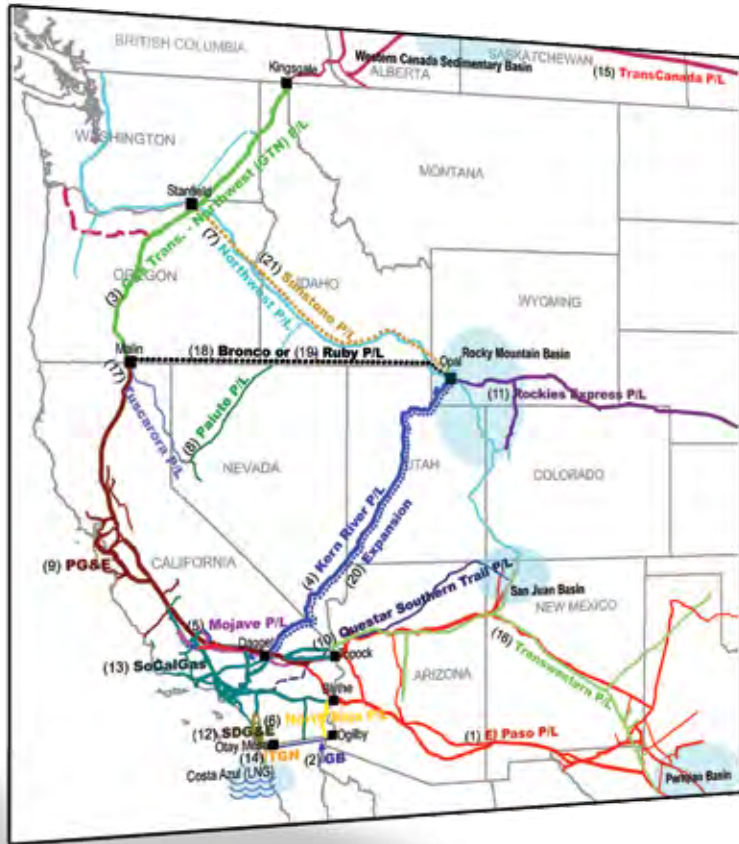 BRITISH COLUMBIA
SASKATCHEWAN
Western Canada Sedimentary Basin
Kingsgate
ALBERTA
(15) TransCanada P/L
WASHINGTON
MONTANA
Stanfield
(3) Gas Trans. - Northwest (GTN) P/L
(7) Northwest P/L
(21) Sunstone P/L
OREGON
IDAHO
WYOMING
Malin
(18) Bronco or (19) Ruby P/L
Opal
Rocky Mountain Basin
(17) Tuscarora P/L
(8) Paiute P/L
(11) Rockies Express P/L
NEVADA
UTAH
COLORADO
(4) Kern River P/L
(20) Expansion
(9) PG&E
CALIFORNIA
(5) Mojave P/L
(10) Questar Southern Trail P/L
San Juan Basin
NEW MEXICO
Dagget
(13) SoCalGas
ARIZONA
(16) Transwestern P/L
Blythe
(6) North Baja P/L
(12) SDG&E
Ogilby
(1) El Paso P/L
Otay Mesa
(14) TGN
(2) GB
Costa Azul (LNG)
Permian Basin